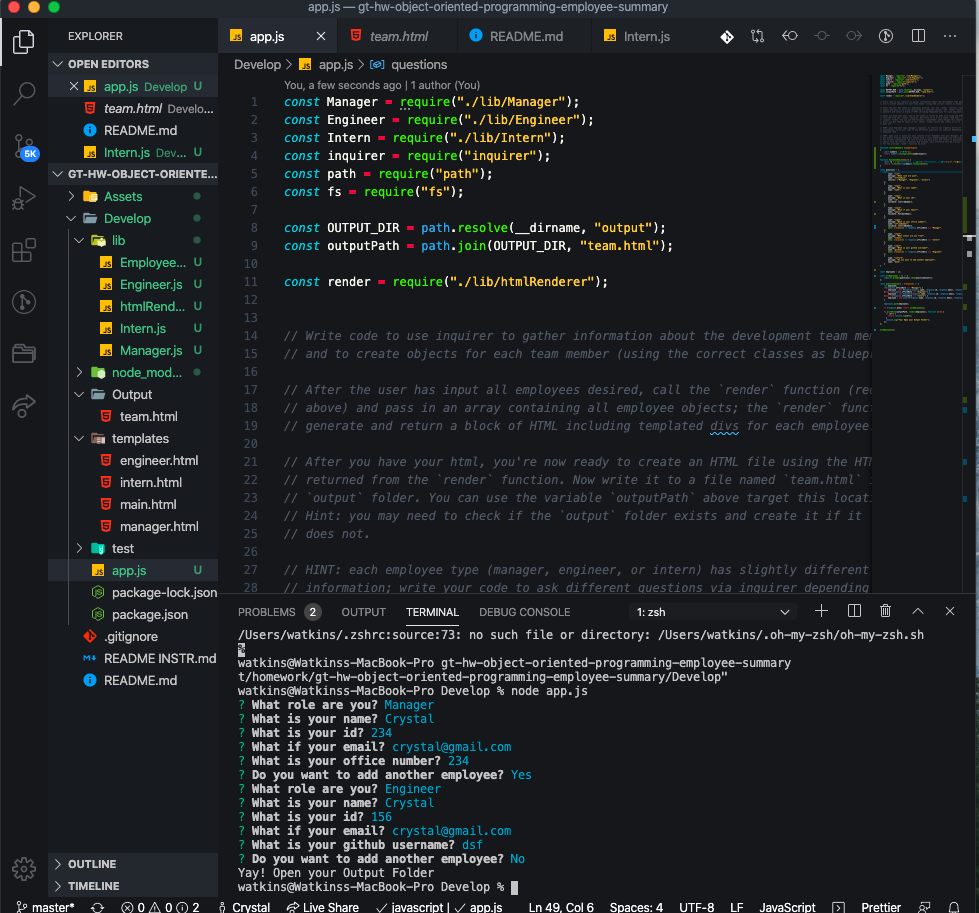 app.js — gt-hw-object-oriented-programming-employee-summary
EXPLORER
OPEN EDITORS
app.js Develop U
team.html Develo...
README.md
Intern.js Dev... U
GT-HW-OBJECT-ORIENTE...
Assets
Develop
lib
Employee... U
Engineer.js U
htmlRend... U
Intern.js U
Manager.js U
node_mod...
Output
team.html
templates
engineer.html
intern.html
main.html
manager.html
test
app.js U
package-lock.json
package.json
.gitignore
README INSTR.md
README.md
OUTLINE
TIMELINE
5K
app.js
team.html
README.md
Intern.js
Develop > app.js > questions
You, a few seconds ago | 1 author (You)
1 const Manager = require("./lib/Manager");
2 const Engineer = require("./lib/Engineer");
3 const Intern = require("./lib/Intern");
4 const inquirer = require("inquirer");
5 const path = require("path");
6 const fs = require("fs");
7
8 const OUTPUT_DIR = path.resolve(__dirname, "output");
9 const outputPath = path.join(OUTPUT_DIR, "team.html");
10
11 const render = require("./lib/htmlRenderer");
12
13
14 // Write code to use inquirer to gather information about the development team mem
15 // and to create objects for each team member (using the correct classes as bluepr
16
17 // After the user has input all employees desired, call the `render` function (req
18 // above) and pass in an array containing all employee objects; the `render` funct
19 // generate and return a block of HTML including templated divs for each employee
20
21 // After you have your html, you're now ready to create an HTML file using the HTM
22 // returned from the `render` function. Now write it to a file named `team.html`
23 // `output` folder. You can use the variable `outputPath` above target this locati
24 // Hint: you may need to check if the `output` folder exists and create it if it
25 // does not.
26
27 // HINT: each employee type (manager, engineer, or intern) has slightly different
28 // information; write your code to ask different questions via inquirer depending
PROBLEMS 2 OUTPUT TERMINAL DEBUG CONSOLE 1: zsh
/Users/watkins/.zshrc:source:73: no such file or directory: /Users/watkins/.oh-my-zsh/oh-my-zsh.sh
%
watkins@Watkinss-MacBook-Pro gt-hw-object-oriented-programming-employee-summary
t/homework/gt-hw-object-oriented-programming-employee-summary/Develop"
watkins@Watkinss-MacBook-Pro Develop % node app.js
? What role are you? Manager
? What is your name? Crystal
? What is your id? 234
? What if your email? crystal@gmail.com
? What is your office number? 234
? Do you want to add another employee? Yes
? What role are you? Engineer
? What is your name? Crystal
? What is your id? 156
? What if your email? crystal@gmail.com
? What is your github username? dsf
? Do you want to add another employee? No
Yay! Open your Output Folder
watkins@Watkinss-MacBook-Pro Develop %
master* 0 0 2 Crystal Live Share javascript | app.js Ln 49, Col 6 Spaces: 4 UTF-8 LF JavaScript Prettier